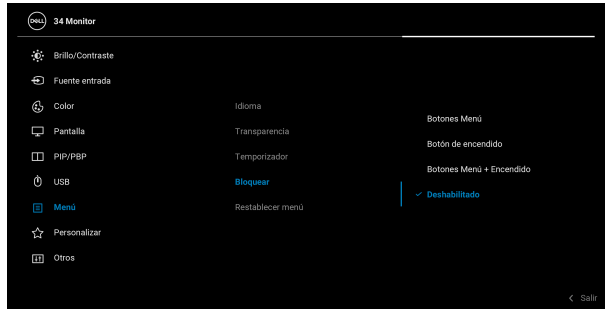 DELL
34 Monitor
Brillo/Contraste
Fuente entrada
Color
Pantalla
PIP/PBP
USB
Menú
Personalizar
Otros
Idioma
Transparencia
Temporizador
Bloquear
Restablecer menú
Botones Menú
Botón de encendido
Botones Menú + Encendido
Deshabilitado
Salir